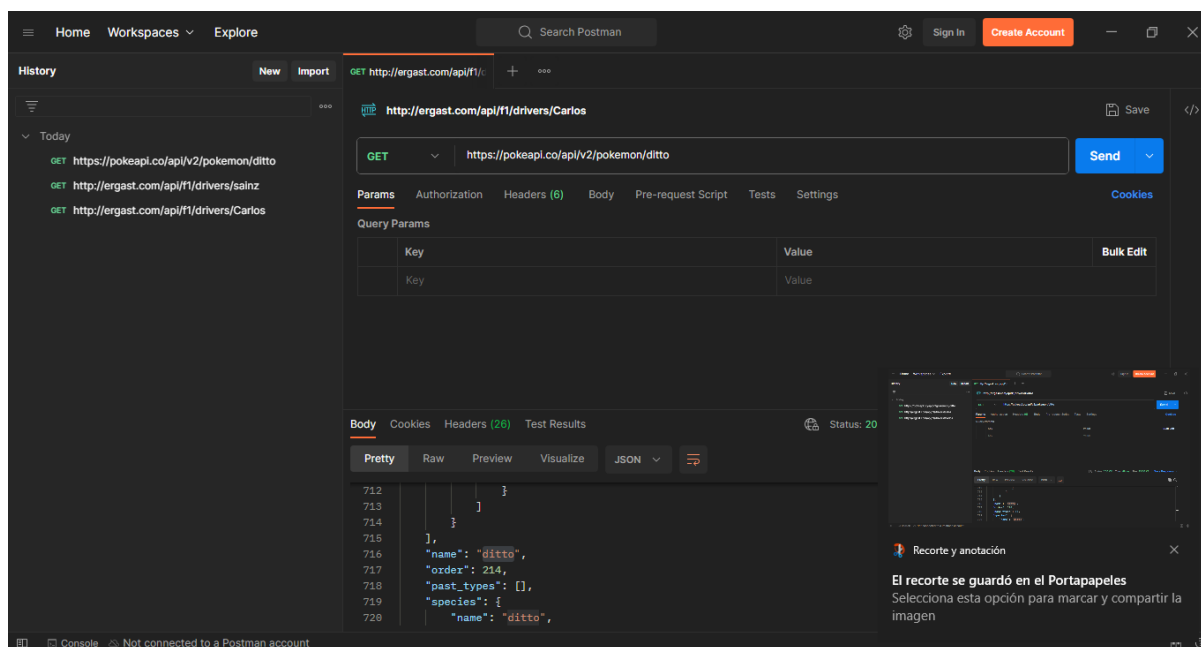 Home Workspaces Explore Search Postman Sign In Create Account
History New Import GET http://ergast.com/api/f1/
http://ergast.com/api/f1/drivers/Carlos Save
Today
GET https://pokeapi.co/api/v2/pokemon/ditto
GET http://ergast.com/api/f1/drivers/sainz
GET http://ergast.com/api/f1/drivers/Carlos
GET https://pokeapi.co/api/v2/pokemon/ditto Send
Params Authorization Headers (6) Body Pre-request Script Tests Settings Cookies
Query Params
Key Value Bulk Edit
Key Value
Body Cookies Headers (26) Test Results Status: 20
Pretty Raw Preview Visualize JSON
712 }
713 ]
714 }
715 ],
716 "name": "ditto",
717 "order": 214,
718 "past_types": [],
719 "species": {
720 "name": "ditto",
Recorte y anotación
El recorte se guardó en el Portapapeles
Selecciona esta opción para marcar y compartir la
imagen
Console Not connected to a Postman account